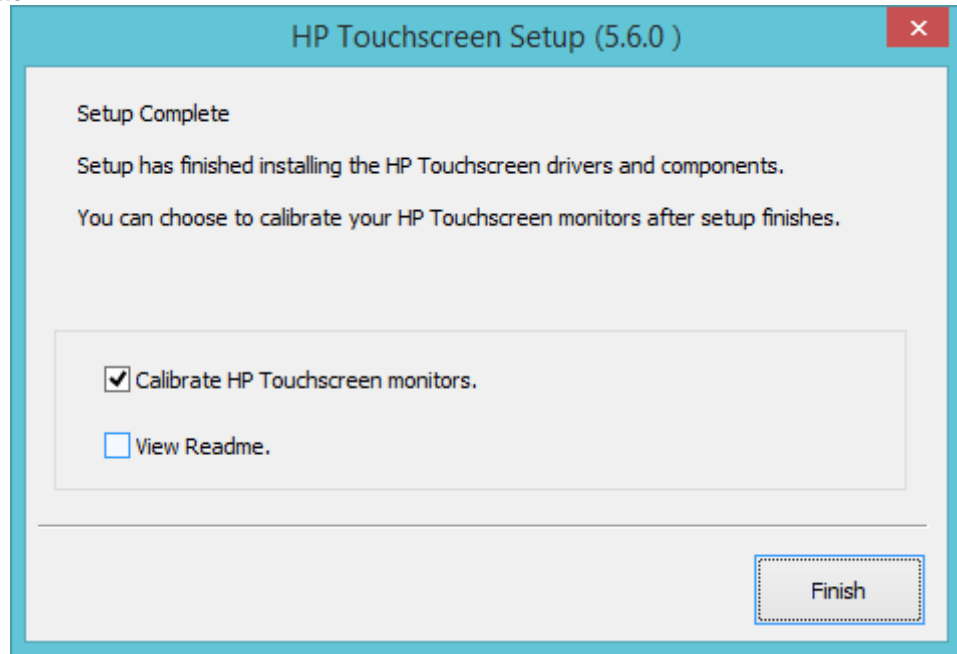 HP Touchscreen Setup (5.6.0 )
Setup Complete
Setup has finished installing the HP Touchscreen drivers and components.
You can choose to calibrate your HP Touchscreen monitors after setup finishes.
Calibrate HP Touchscreen monitors.
View Readme.
Finish